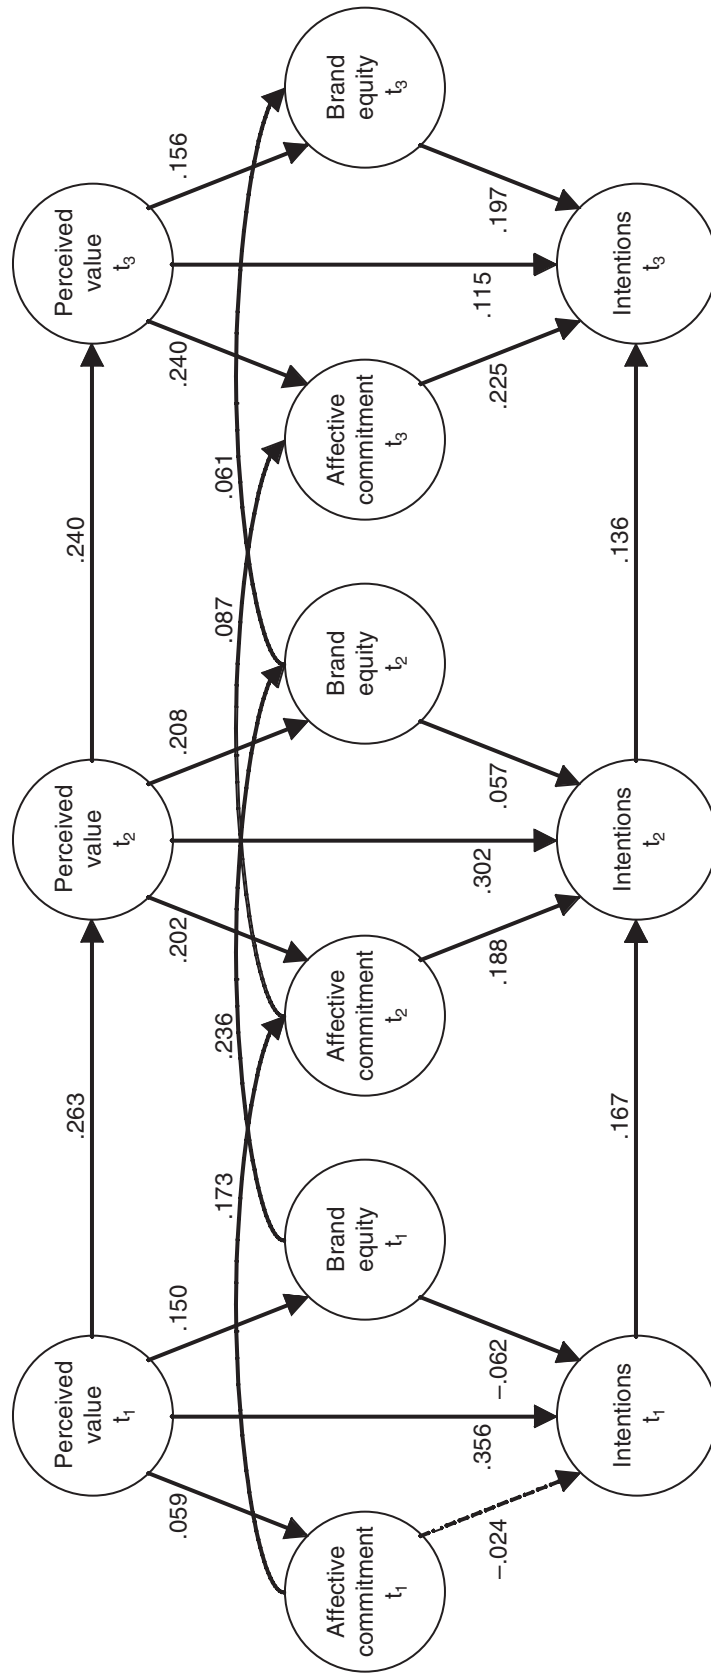 Perceived
value
t₁
Perceived
value
t₂
Perceived
value
t₃
.263
.240
.059
.150
.202
.208
.240
.156
.173
.236
.087
.061
Affective
commitment
t₁
Brand
equity
t₁
Affective
commitment
t₂
Brand
equity
t₂
Affective
commitment
t₃
Brand
equity
t₃
–.024
.356
–.062
.188
.302
.057
.225
.115
.197
Intentions
t₁
Intentions
t₂
Intentions
t₃
.167
.136